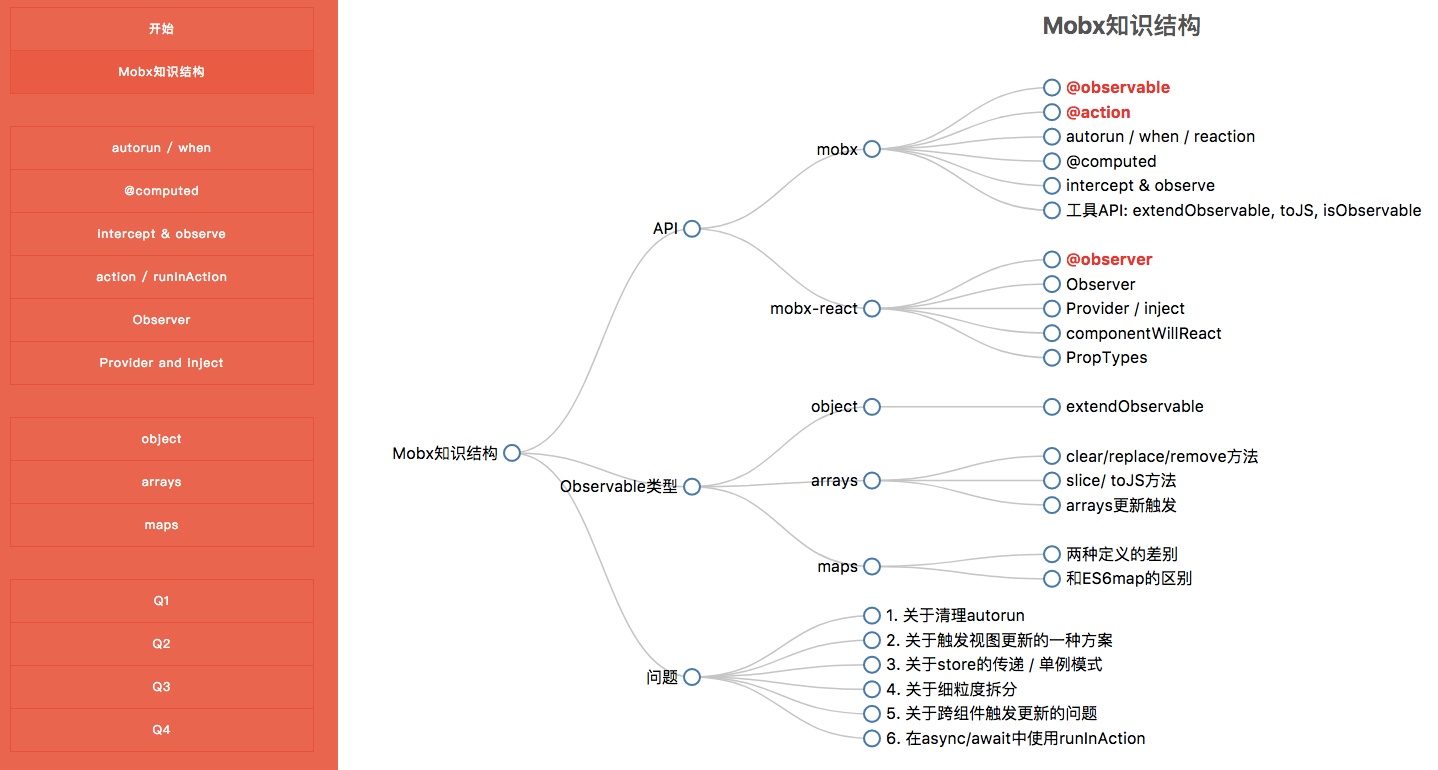 开始
Mobx知识结构
autorun / when
@computed
intercept & observe
action / runInAction
Observer
Provider and inject
object
arrays
maps
Q1
Q2
Q3
Q4
Mobx知识结构
Mobx知识结构
API
mobx
@observable
@action
autorun / when / reaction
@computed
intercept & observe
工具API: extendObservable, toJS, isObservable
mobx-react
@observer
Observer
Provider / inject
componentWillReact
PropTypes
Observable类型
object
extendObservable
arrays
clear/replace/remove方法
slice/ toJS方法
arrays更新触发
maps
两种定义的差别
和ES6map的区别
问题
1. 关于清理autorun
2. 关于触发视图更新的一种方案
3. 关于store的传递 / 单例模式
4. 关于细粒度拆分
5. 关于跨组件触发更新的问题
6. 在async/await中使用runInAction